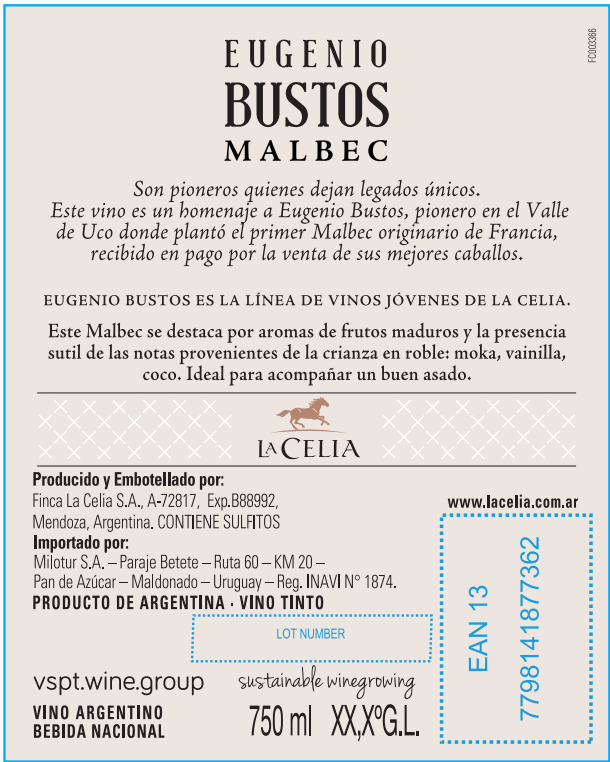 FC003366
EUGENIO
BUSTOS
MALBEC
Son pioneros quienes dejan legados únicos.
Este vino es un homenaje a Eugenio Bustos, pionero en el Valle
de Uco donde plantó el primer Malbec originario de Francia,
recibido en pago por la venta de sus mejores caballos.
EUGENIO BUSTOS ES LA LÍNEA DE VINOS JÓVENES DE LA CELIA.
Este Malbec se destaca por aromas de frutos maduros y la presencia
sutil de las notas provenientes de la crianza en roble: moka, vainilla,
coco. Ideal para acompañar un buen asado.
LA CELIA
Producido y Embotellado por:
Finca La Celia S.A., A-72817, Exp.B88992,
Mendoza, Argentina. CONTIENE SULFITOS
www.lacelia.com.ar
Importado por:
Milotur S.A. – Paraje Betete – Ruta 60 – KM 20 –
Pan de Azúcar – Maldonado – Uruguay – Reg. INAVI N° 1874.
PRODUCTO DE ARGENTINA · VINO TINTO
LOT NUMBER
EAN 13
7798141877362
vspt.wine.group
sustainable winegrowing
VINO ARGENTINO
BEBIDA NACIONAL
750 ml XX,XºG.L.